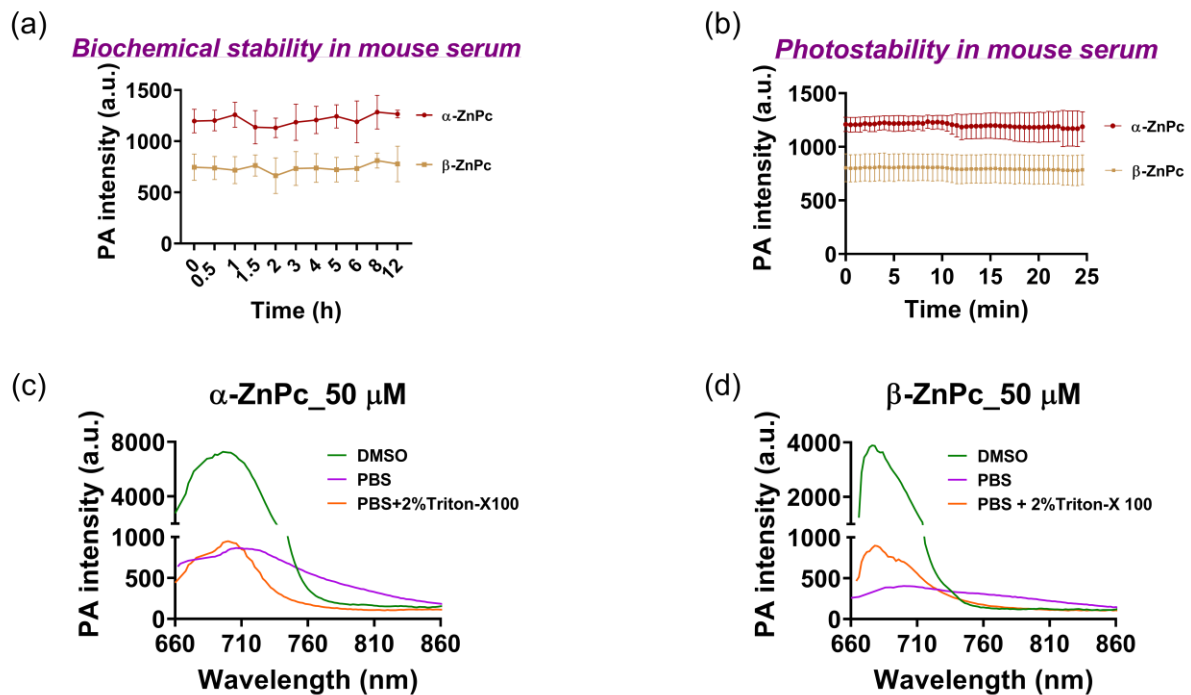 (a)
Biochemical stability in mouse serum
PA intensity (a.u.)
1500
1000
500
0
0
0.5
1
1.5
2
3
4
5
6
8
12
Time (h)
α-ZnPc
β-ZnPc
(b)
Photostability in mouse serum
PA intensity (a.u.)
1500
1000
500
0
0
5
10
15
20
25
Time (min)
α-ZnPc
β-ZnPc
(c)
α-ZnPc_50 μM
PA intensity (a.u.)
8000
6000
4000
1000
500
0
660
710
760
810
860
Wavelength (nm)
DMSO
PBS
PBS+2%Triton-X100
(d)
β-ZnPc_50 μM
PA intensity (a.u.)
4000
2000
1000
500
0
660
710
760
810
860
Wavelength (nm)
DMSO
PBS
PBS + 2%Triton-X 100